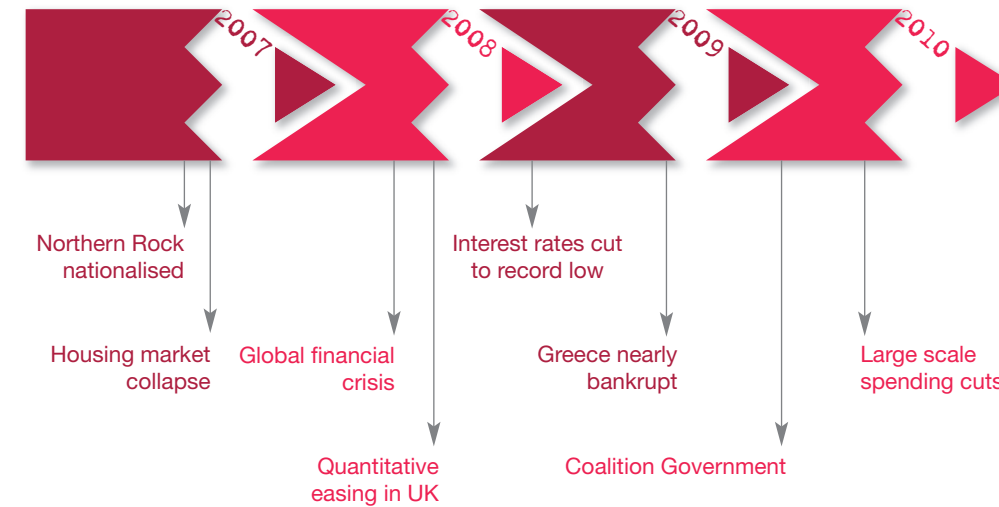 2007
2008
2009
2010
Northern Rock
nationalised
Housing market
collapse
Global financial
crisis
Quantitative
easing in UK
Interest rates cut
to record low
Greece nearly
bankrupt
Coalition Government
Large scale
spending cuts